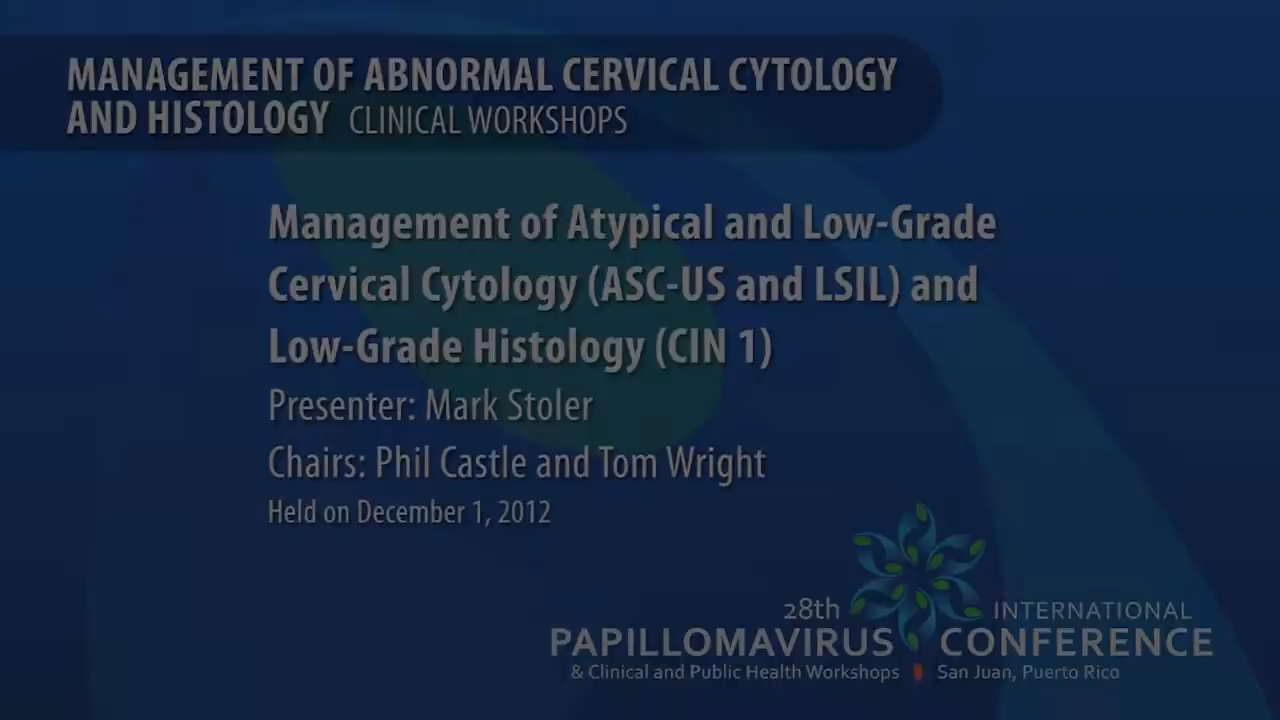 MANAGEMENT OF ABNORMAL CERVICAL CYTOLOGY
AND HISTOLOGY CLINICAL WORKSHOPS
Management of Atypical and Low-Grade
Cervical Cytology (ASC-US and LSIL) and
Low-Grade Histology (CIN 1)
Presenter: Mark Stoler
Chairs: Phil Castle and Tom Wright
Held on December 1, 2012
28th INTERNATIONAL
PAPILLOMAVIRUS CONFERENCE
& Clinical and Public Health Workshops San Juan, Puerto Rico